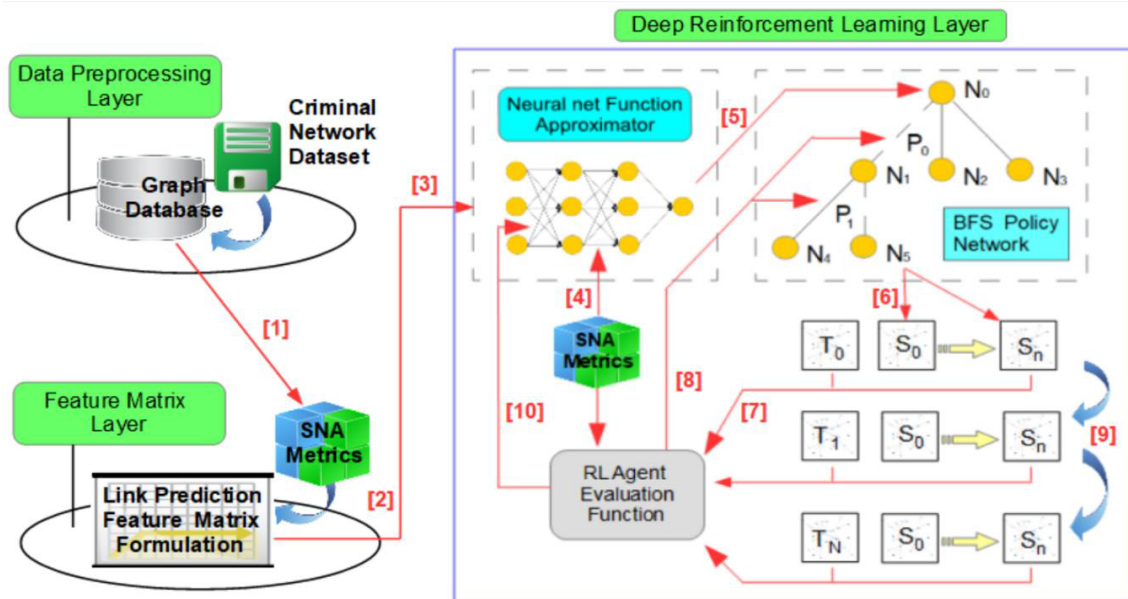 Deep Reinforcement Learning Layer
Data Preprocessing
Layer
Criminal
Network
Dataset
Graph
Database
[1]
Feature Matrix
Layer
SNA
Metrics
[2]
Link Prediction
Feature Matrix
Formulation
[3]
Neural net Function
Approximator
[4]
SNA
Metrics
[5]
N0
P0
N1
N2
N3
P1
N4
N5
BFS Policy
Network
[6]
T0
S0
Sn
[7]
[8]
[9]
[10]
T1
S0
Sn
RL Agent
Evaluation
Function
TN
S0
Sn